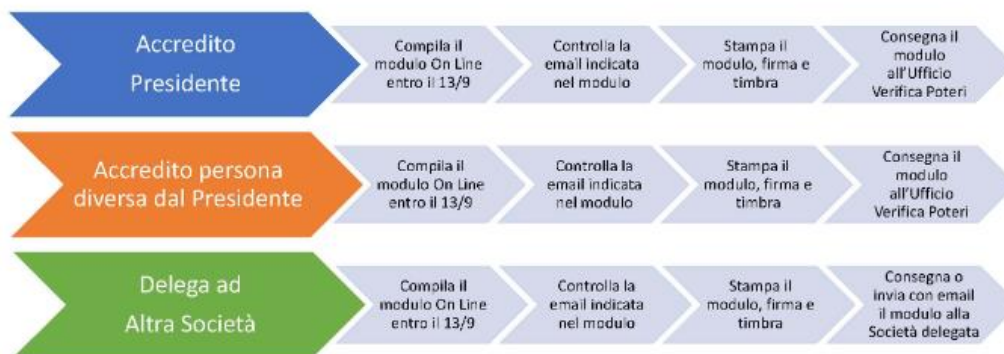 Accredito
Presidente
Compila il
modulo On Line
entro il 13/9
Controlla la
email indicata
nel modulo
Stampa il
modulo, firma e
timbra
Consegna il
modulo
all'Ufficio
Verifica Poteri
Accredito persona
diversa dal Presidente
Compila il
modulo On Line
entro il 13/9
Controlla la
email indicata
nel modulo
Stampa il
modulo, firma e
timbra
Consegna il
modulo
all'Ufficio
Verifica Poteri
Delega ad
Altra Società
Compila il
modulo On Line
entro il 13/9
Controlla la
email indicata
nel modulo
Stampa il
modulo, firma e
timbra
Consegna o
invia con email
il modulo alla
Società delegata